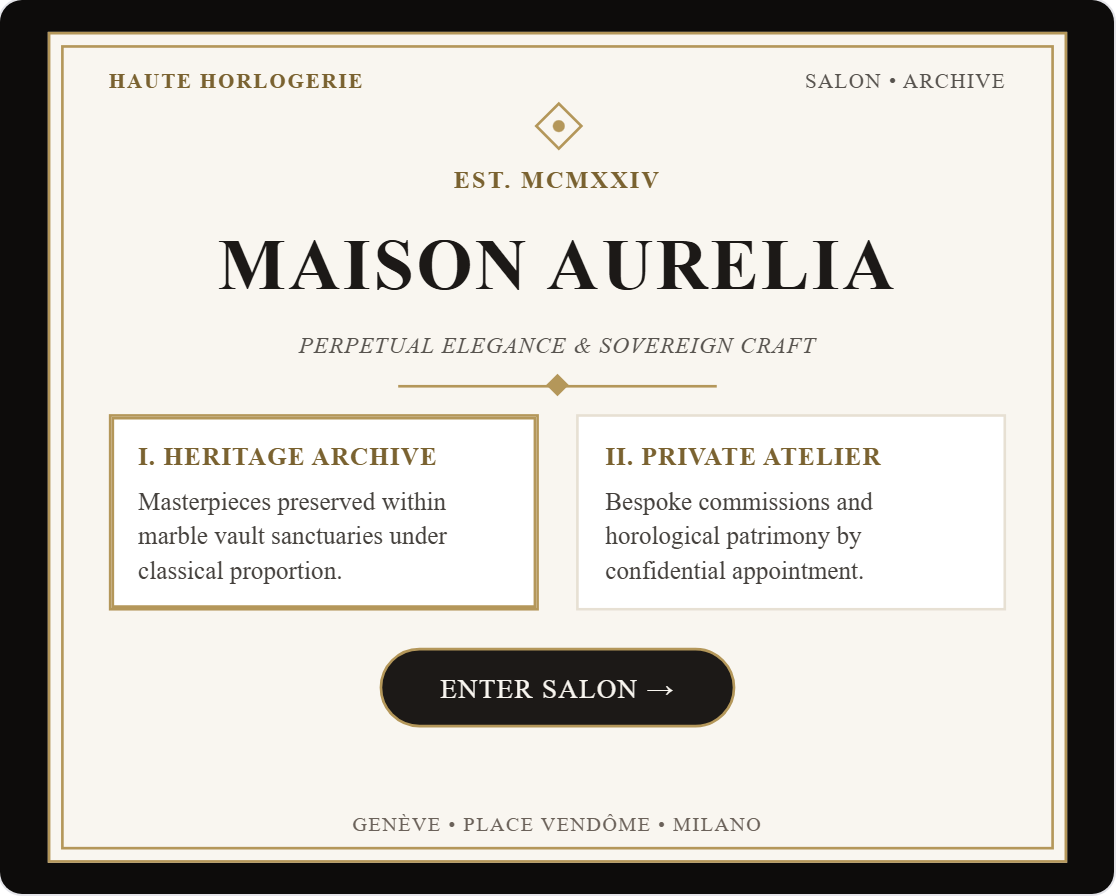 HAUTE HORLOGERIE
SALON • ARCHIVE
EST. MCMXXIV
MAISON AURELIA
PERPETUAL ELEGANCE & SOVEREIGN CRAFT
I. HERITAGE ARCHIVE
Masterpieces preserved within
marble vault sanctuaries under
classical proportion.
II. PRIVATE ATELIER
Bespoke commissions and
horological patrimony by
confidential appointment.
ENTER SALON →
GENÈVE • PLACE VENDÔME • MILANO